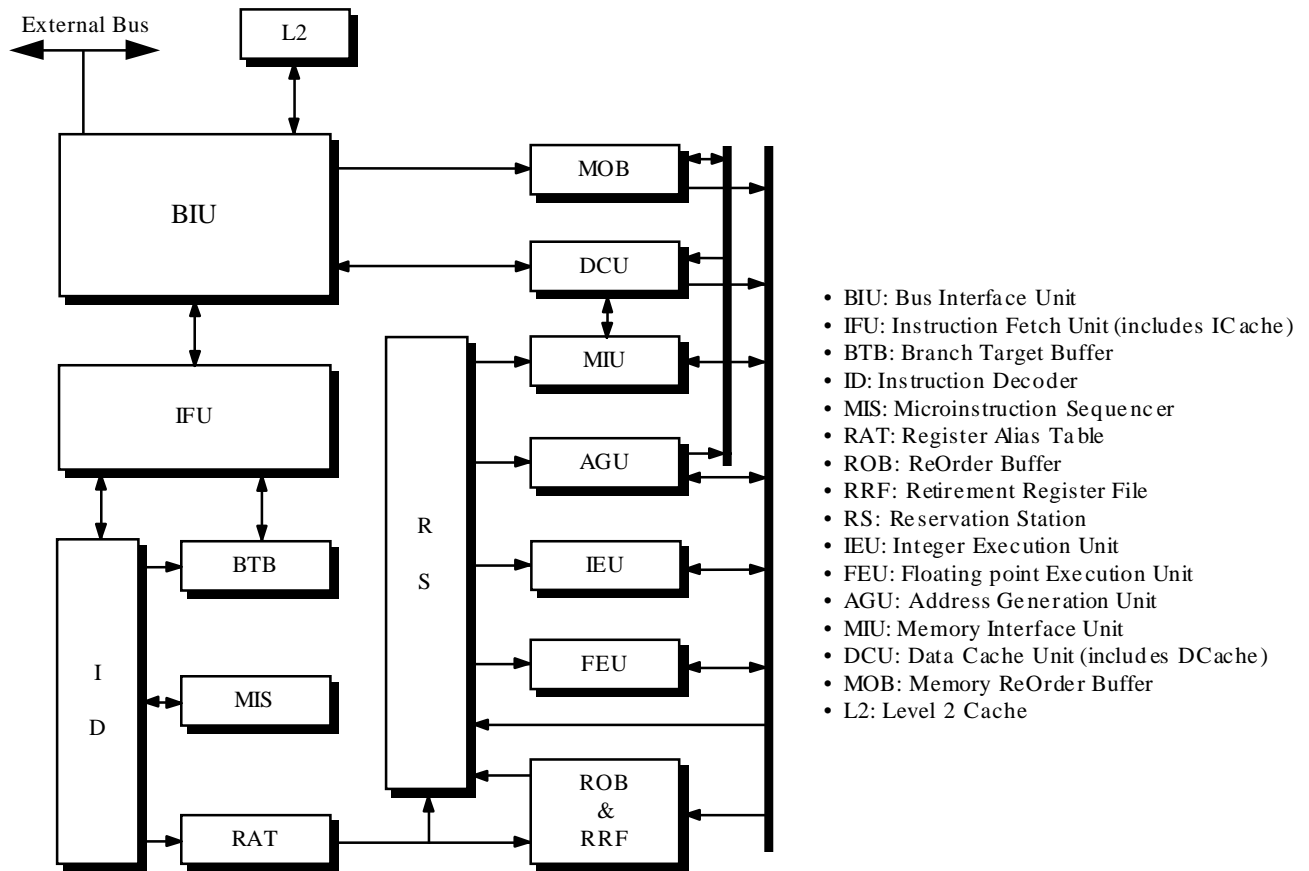 External Bus
L2
BIU
MOB
DCU
MIU
IFU
AGU
R
S
BTB
IEU
I
D
FEU
MIS
ROB
&
RRF
RAT
• BIU: Bus Interface Unit
• IFU: Instruction Fetch Unit (includes ICache)
• BTB: Branch Target Buffer
• ID: Instruction Decoder
• MIS: Microinstruction Sequencer
• RAT: Register Alias Table
• ROB: ReOrder Buffer
• RRF: Retirement Register File
• RS: Reservation Station
• IEU: Integer Execution Unit
• FEU: Floating point Execution Unit
• AGU: Address Generation Unit
• MIU: Memory Interface Unit
• DCU: Data Cache Unit (includes DCache)
• MOB: Memory ReOrder Buffer
• L2: Level 2 Cache